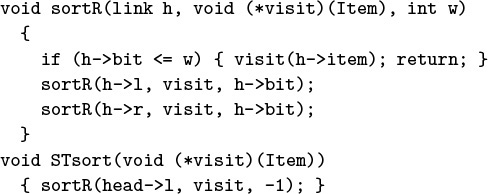 void sortR(link h, void (*visit)(Item), int w)
  {
    if (h->bit <= w) { visit(h->item); return; }
    sortR(h->l, visit, h->bit);
    sortR(h->r, visit, h->bit);
  }
void STsort(void (*visit)(Item))
  { sortR(head->l, visit, -1); }